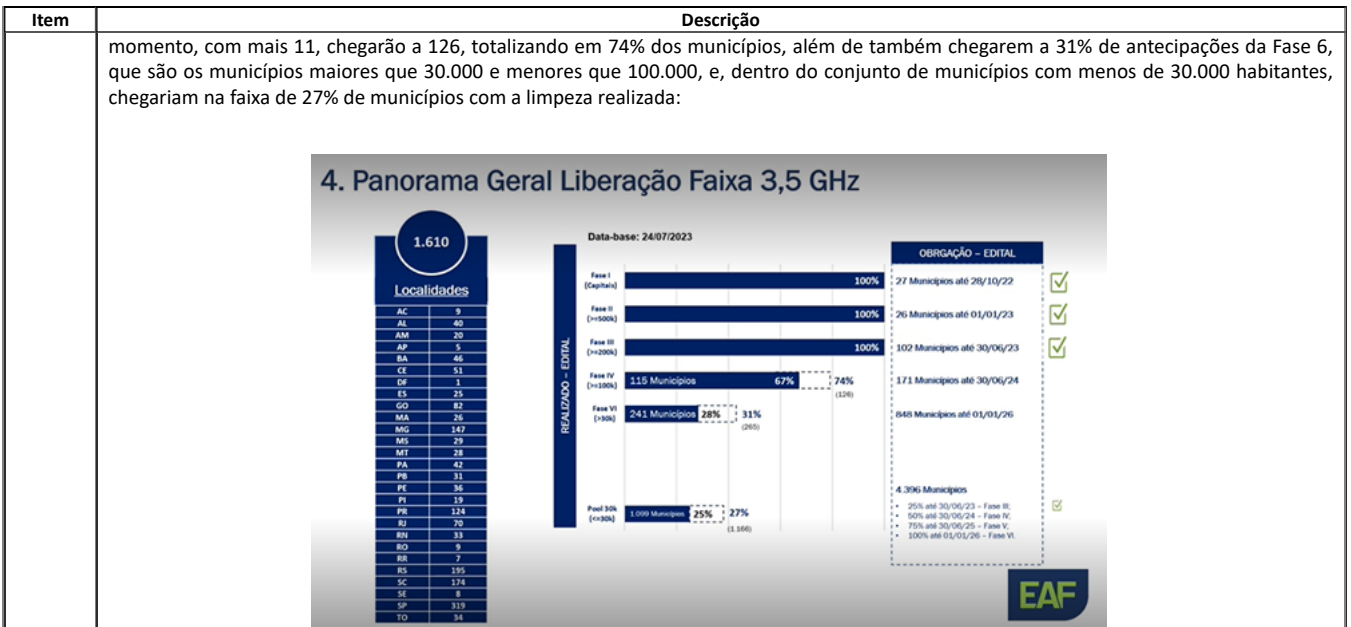 Item Descrição
momento, com mais 11, chegarão a 126, totalizando em 74% dos municípios, além de também chegarem a 31% de antecipações da Fase 6,
que são os municípios maiores que 30.000 e menores que 100.000, e, dentro do conjunto de municípios com menos de 30.000 habitantes,
chegariam na faixa de 27% de municípios com a limpeza realizada:
4. Panorama Geral Liberação Faixa 3,5 GHz
1.610
Localidades
AC 9
AL 40
AM 20
AP 5
BA 46
CE 51
DF 1
ES 25
GO 82
MA 26
MG 147
MS 29
MT 28
PA 42
PB 31
PE 36
PI 19
PR 124
RJ 70
RN 33
RO 9
RR 7
RS 195
SC 174
SE 8
SP 319
TO 34
Data-base: 24/07/2023
REALIZADO – EDITAL
OBRGAÇÃO – EDITAL
Fase I
(Capitais)
100%
27 Municípios até 28/10/22
Fase II
(>=500k)
100%
26 Municípios até 01/01/23
Fase III
(>=200k)
100%
102 Municípios até 30/06/23
Fase IV
(>=100k)
115 Municípios 67% 74%
(126)
171 Municípios até 30/06/24
Fase VI
(>30k)
241 Municípios 28% 31%
(265)
848 Municípios até 01/01/26
Pool 30k
(<=30k)
1.099 Municípios 25% 27%
(1.166)
4.396 Municípios
• 25% até 30/06/23 – Fase III;
• 50% até 30/06/24 – Fase IV;
• 75% até 30/06/25 – Fase V;
• 100% até 01/01/26 – Fase VI.
EAF